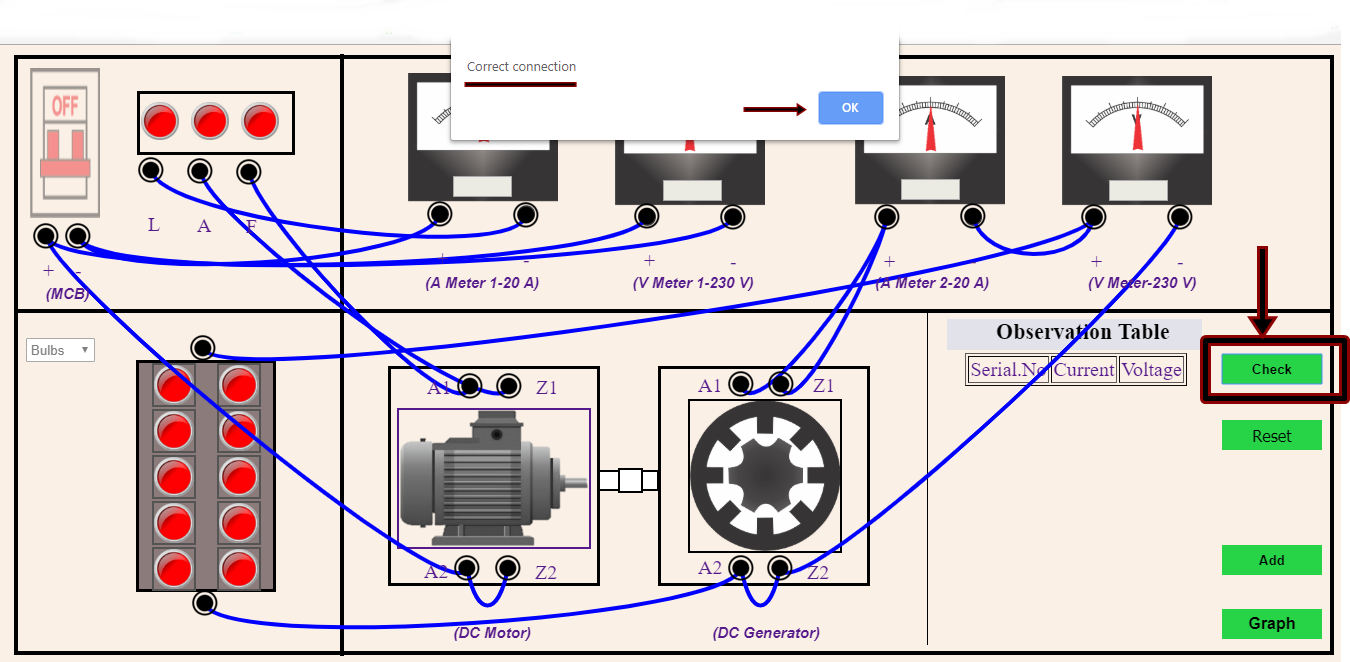 Correct connection
OK
OFF
A
V
L A F
+ -
(MCB)
+ -
(A Meter 1-20 A)
+ -
(V Meter 1-230 V)
+ -
(A Meter 2-20 A)
+ -
(V Meter-230 V)
Bulbs
Observation Table
Serial.No Current Voltage
Check
Reset
Add
Graph
A1 Z1
A2 Z2
(DC Motor)
A1 Z1
A2 Z2
(DC Generator)